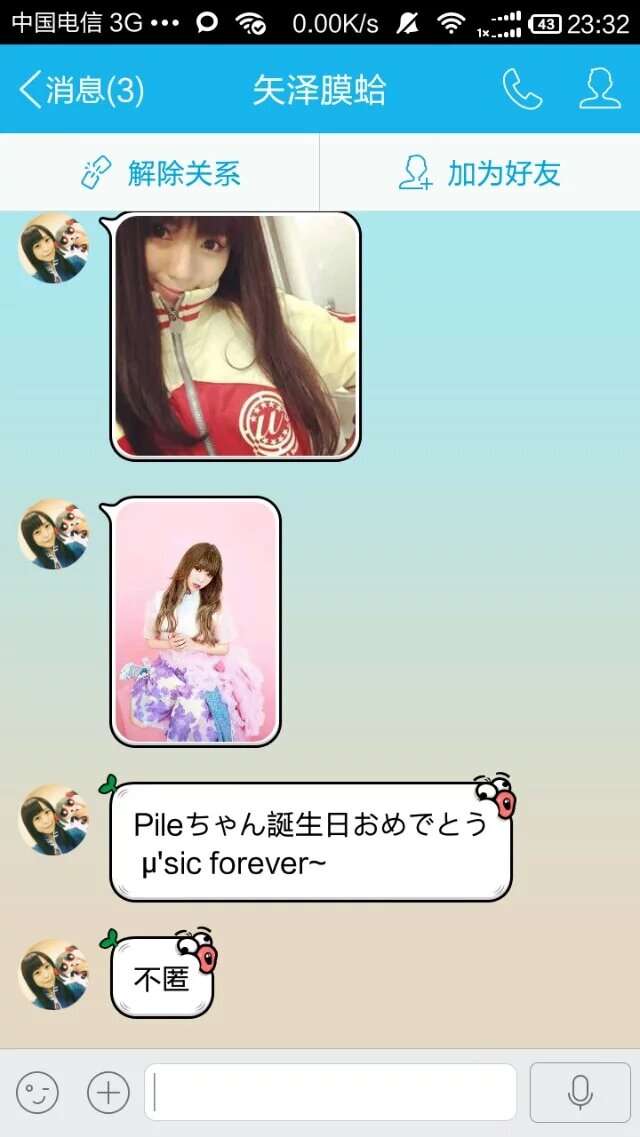 中国电信 3G ••• 0.00K/s 1x 43 23:32
消息(3) 矢泽膜蛤
解除关系 加为好友
μ
Pileちゃん誕生日おめでとう
μ'sic forever~
不匿